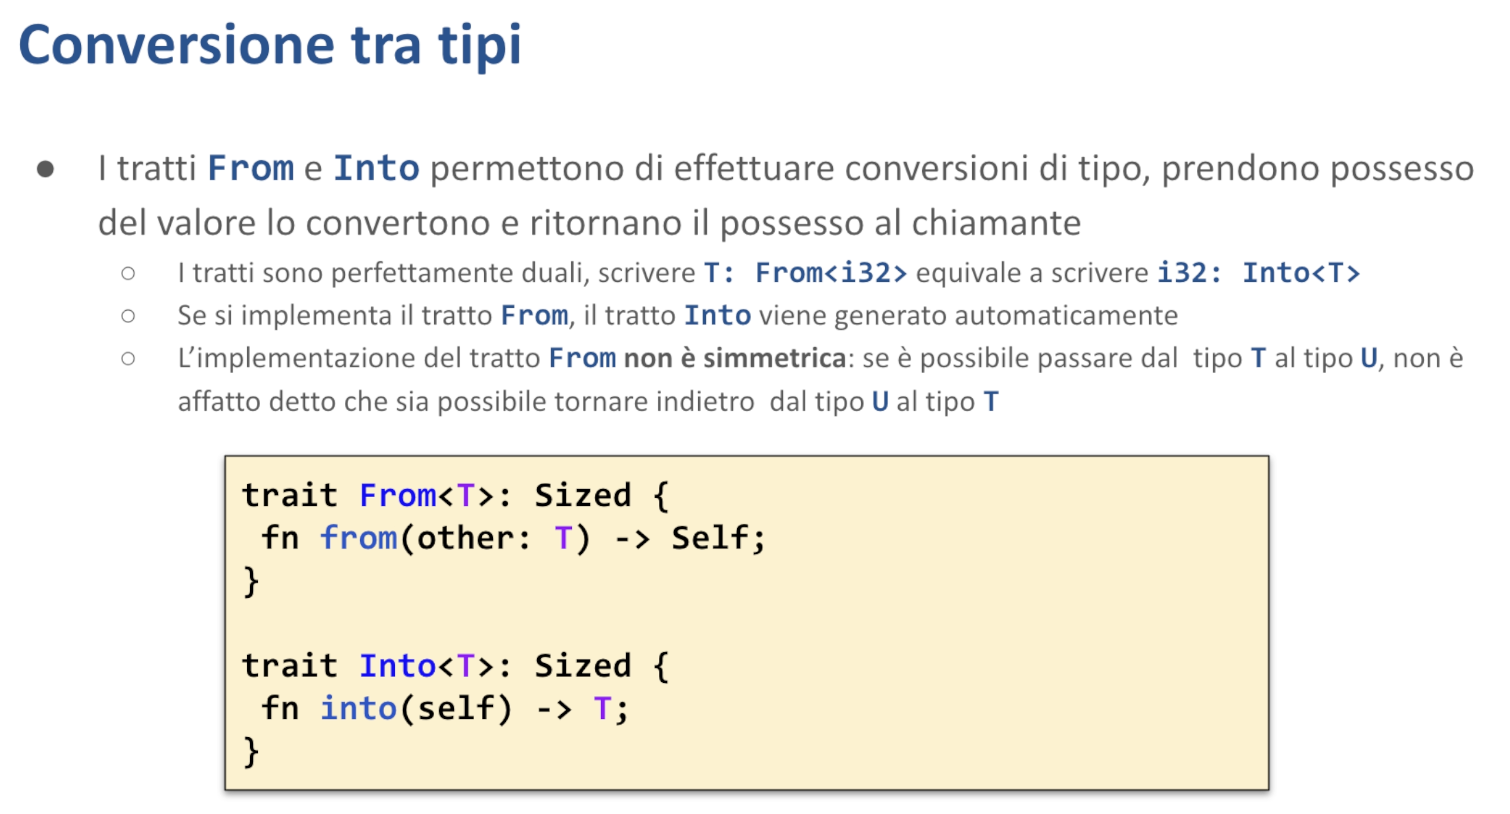 Conversione tra tipi
● I tratti From e Into permettono di effettuare conversioni di tipo, prendono possesso
del valore lo convertono e ritornano il possesso al chiamante
○ I tratti sono perfettamente duali, scrivere T: From<i32> equivale a scrivere i32: Into<T>
○ Se si implementa il tratto From, il tratto Into viene generato automaticamente
○ L’implementazione del tratto From non è simmetrica: se è possibile passare dal  tipo T al tipo U, non è
affatto detto che sia possibile tornare indietro  dal tipo U al tipo T
trait From<T>: Sized {
 fn from(other: T) -> Self;
}
trait Into<T>: Sized {
 fn into(self) -> T;
}